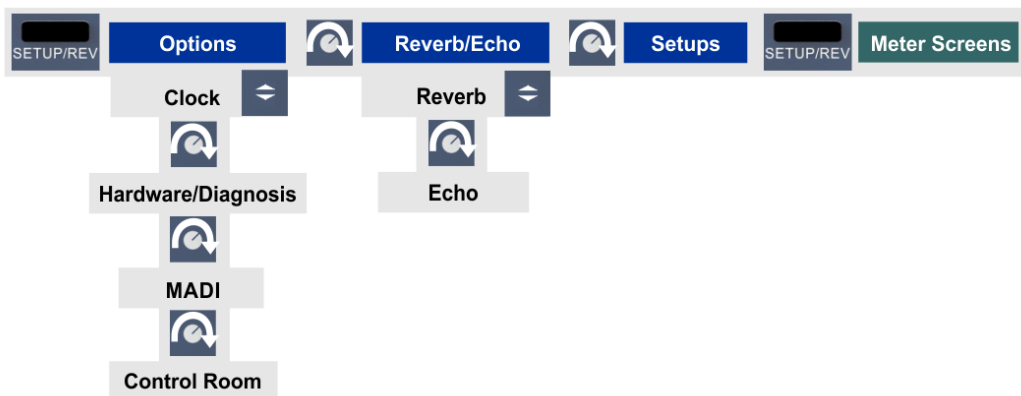 SETUP/REV Options Reverb/Echo Setups SETUP/REV Meter Screens
Clock Reverb
Hardware/Diagnosis Echo
MADI
Control Room